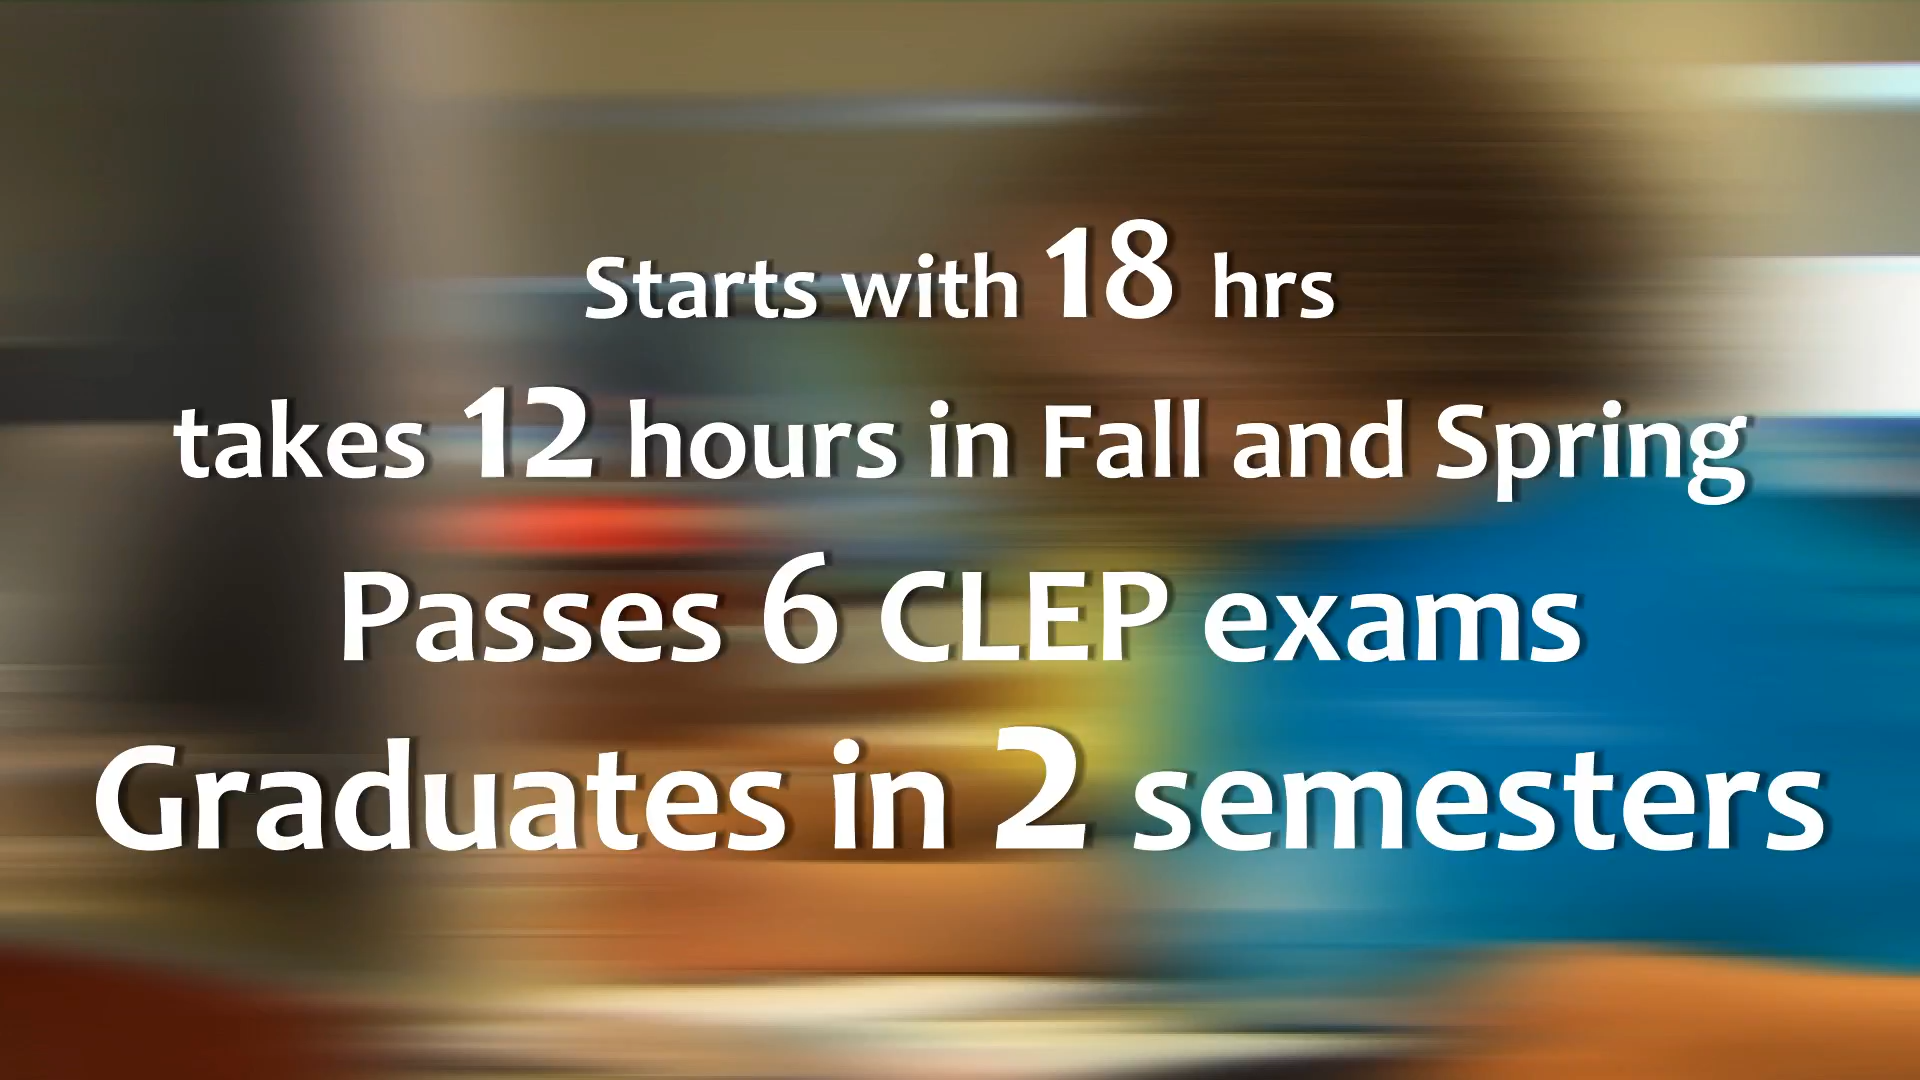 Starts with 18 hrs
takes 12 hours in Fall and Spring
Passes 6 CLEP exams
Graduates in 2 semesters